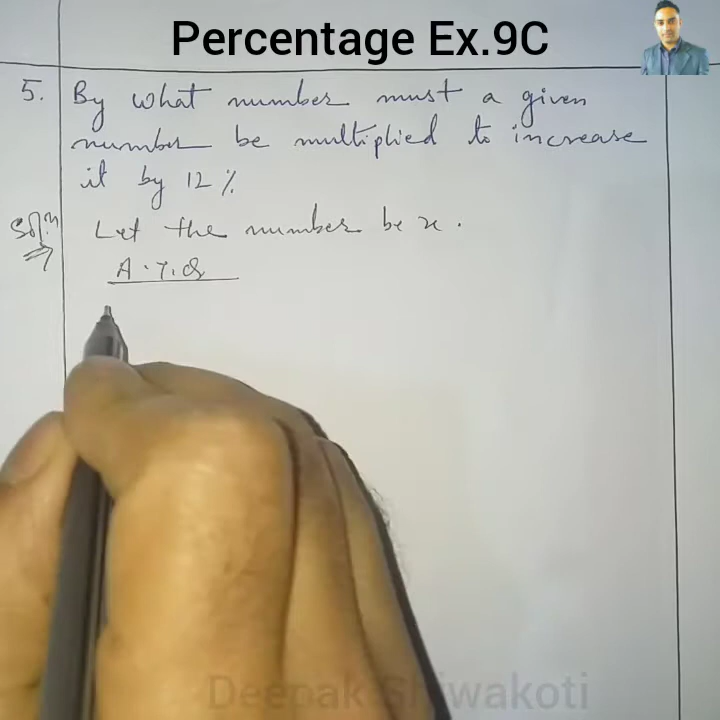 Percentage Ex.9C
5. By what number must a given
number be multiplied to increase
it by 12%
Solⁿ Let the number be x.
⇒ A.T.Q
Deepak Shiwakoti